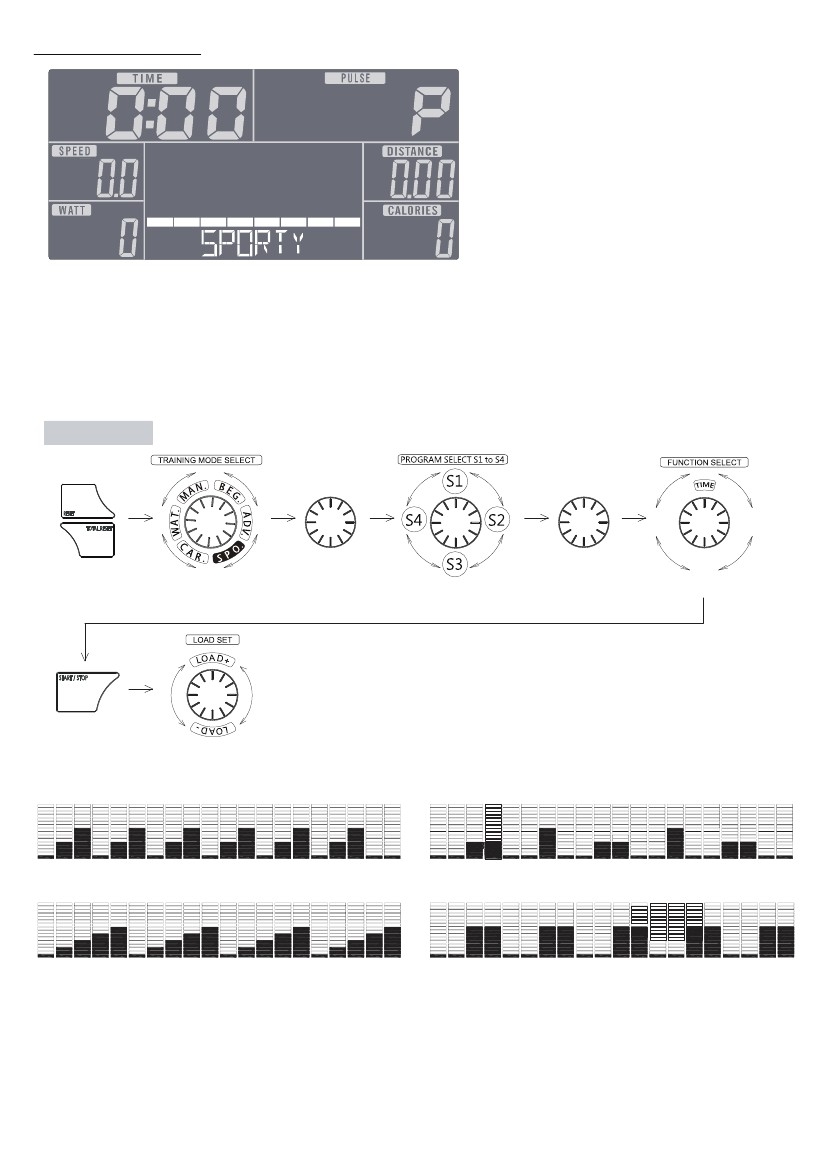 TIME PULSE
0:00 P
SPEED DISTANCE
0.0 0.00
WATT CALORIES
0 SPORTY 0
TRAINING MODE SELECT PROGRAM SELECT S1 to S4 FUNCTION SELECT
RESET
TOTAL RESET
MAN. BEG. ADV. SPO. CAR. WAT.
S1
S4 S2
S3
TIME
START / STOP
LOAD SET
LOAD+
LOAD-